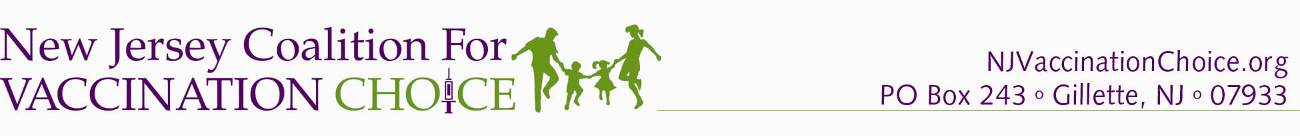 New Jersey Coalition For
VACCINATION CHOICE
NJVaccinationChoice.org
PO Box 243 ◦ Gillette, NJ ◦ 07933